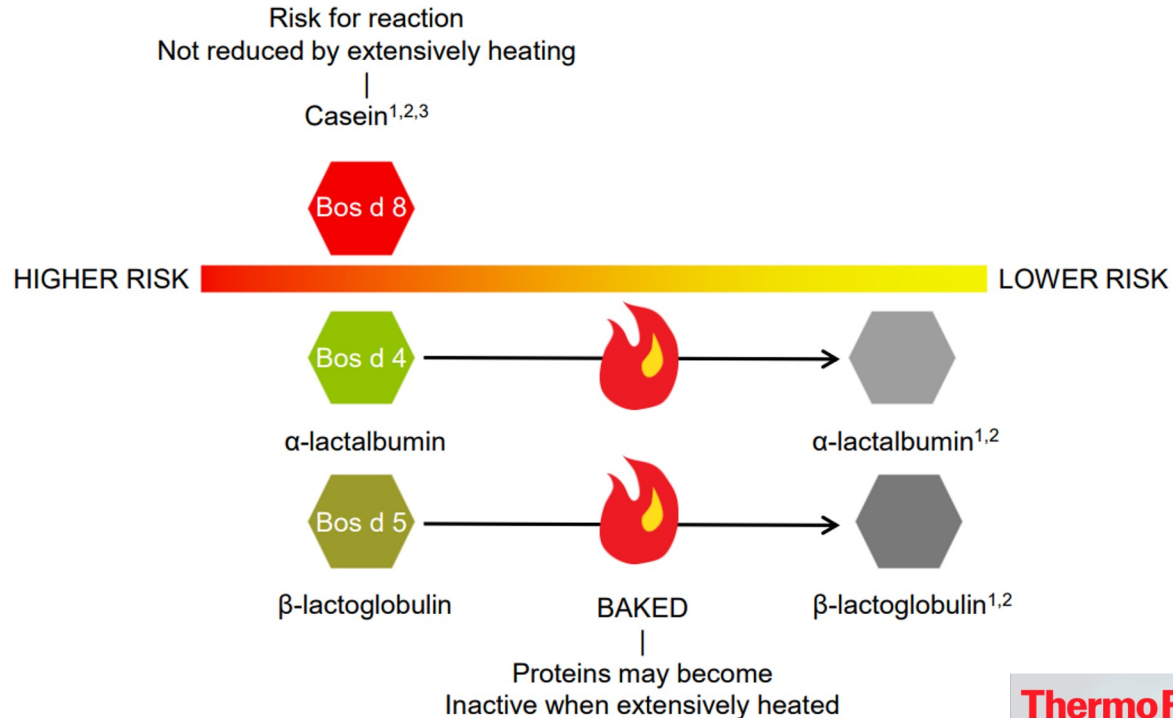 Risk for reaction
Not reduced by extensively heating
|
Casein1,2,3
Bos d 8
HIGHER RISK
LOWER RISK
Bos d 4
α-lactalbumin
α-lactalbumin1,2
Bos d 5
β-lactoglobulin
BAKED
β-lactoglobulin1,2
|
Proteins may become
Inactive when extensively heated
Thermo